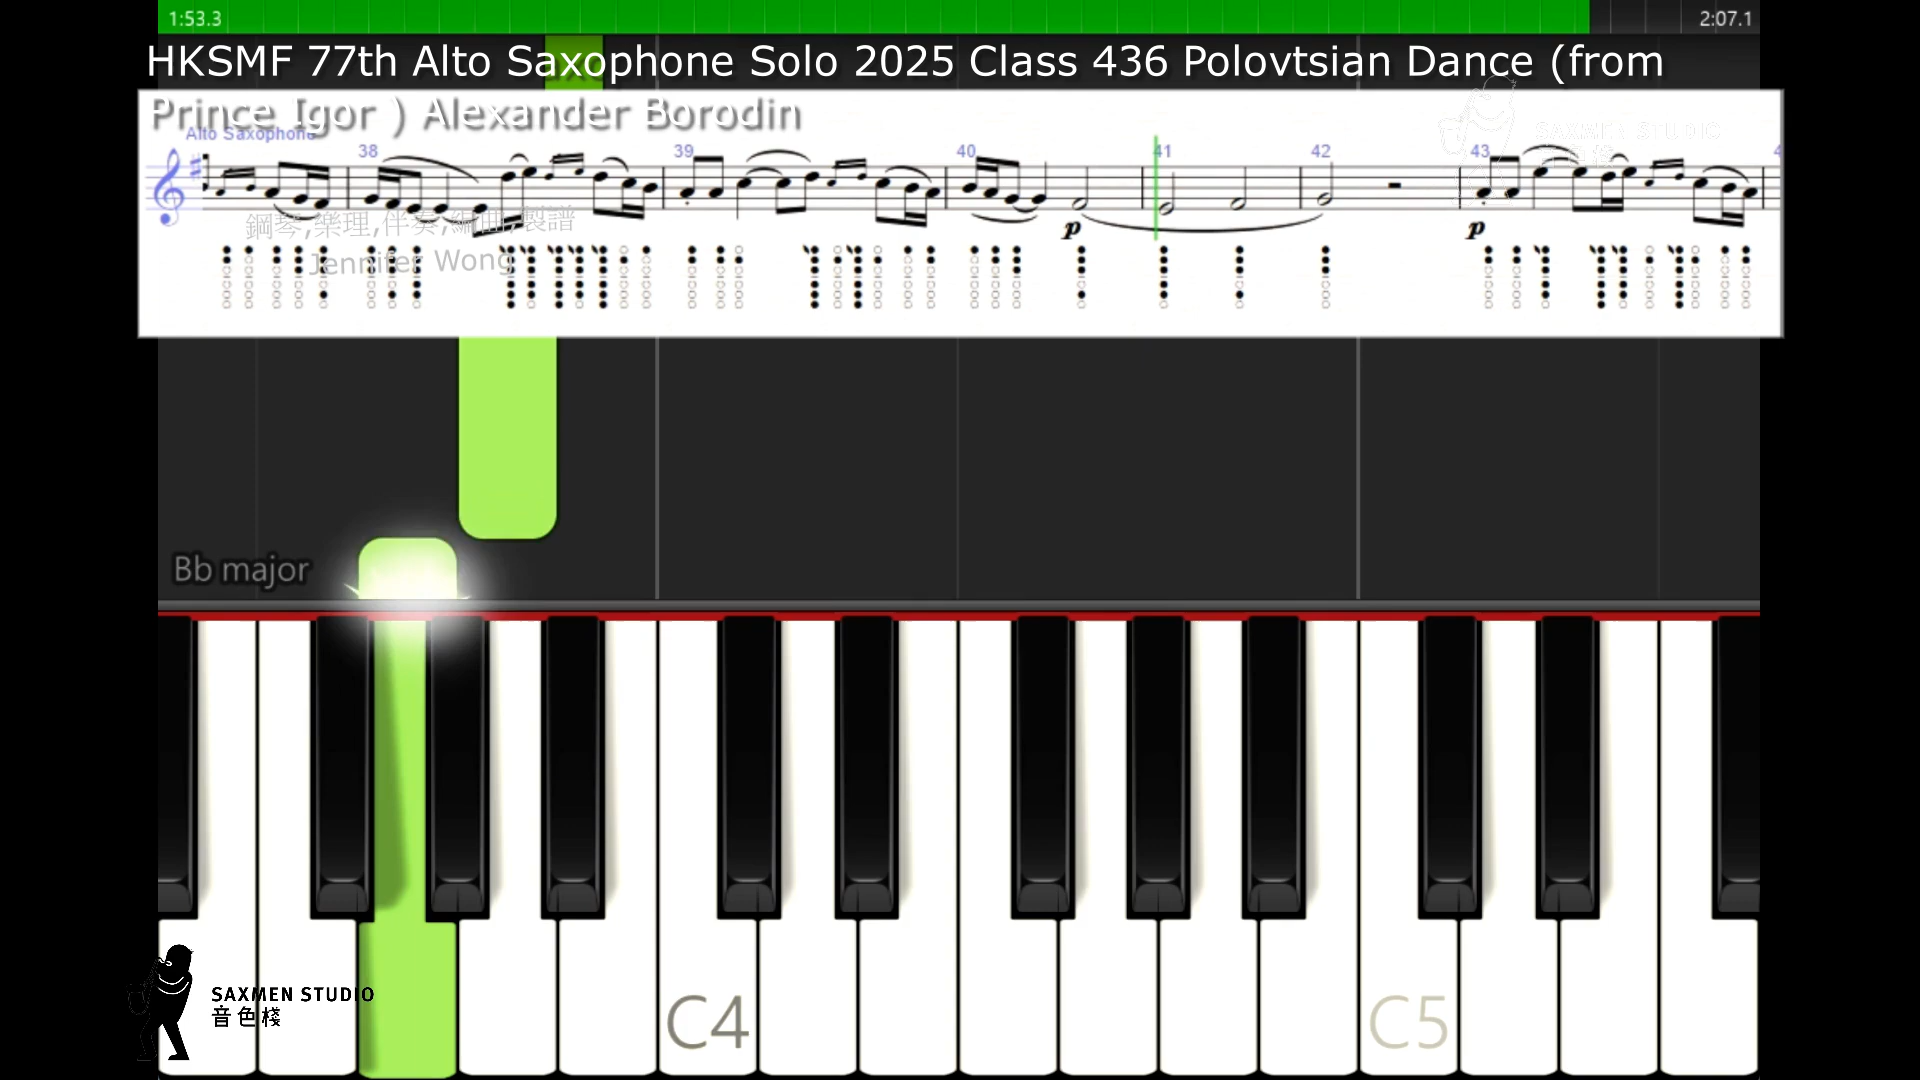 1:53.3
2:07.1
HKSMF 77th Alto Saxophone Solo 2025 Class 436 Polovtsian Dance (from
Prince Igor ) Alexander Borodin
Alto Saxophone
SAXMEN STUDIO
38
39
40
41
42
43
鋼琴,樂理,伴奏,編曲,製譜
p
p
Jennifer Wong
Bb major
C4
C5
SAXMEN STUDIO
音色棧